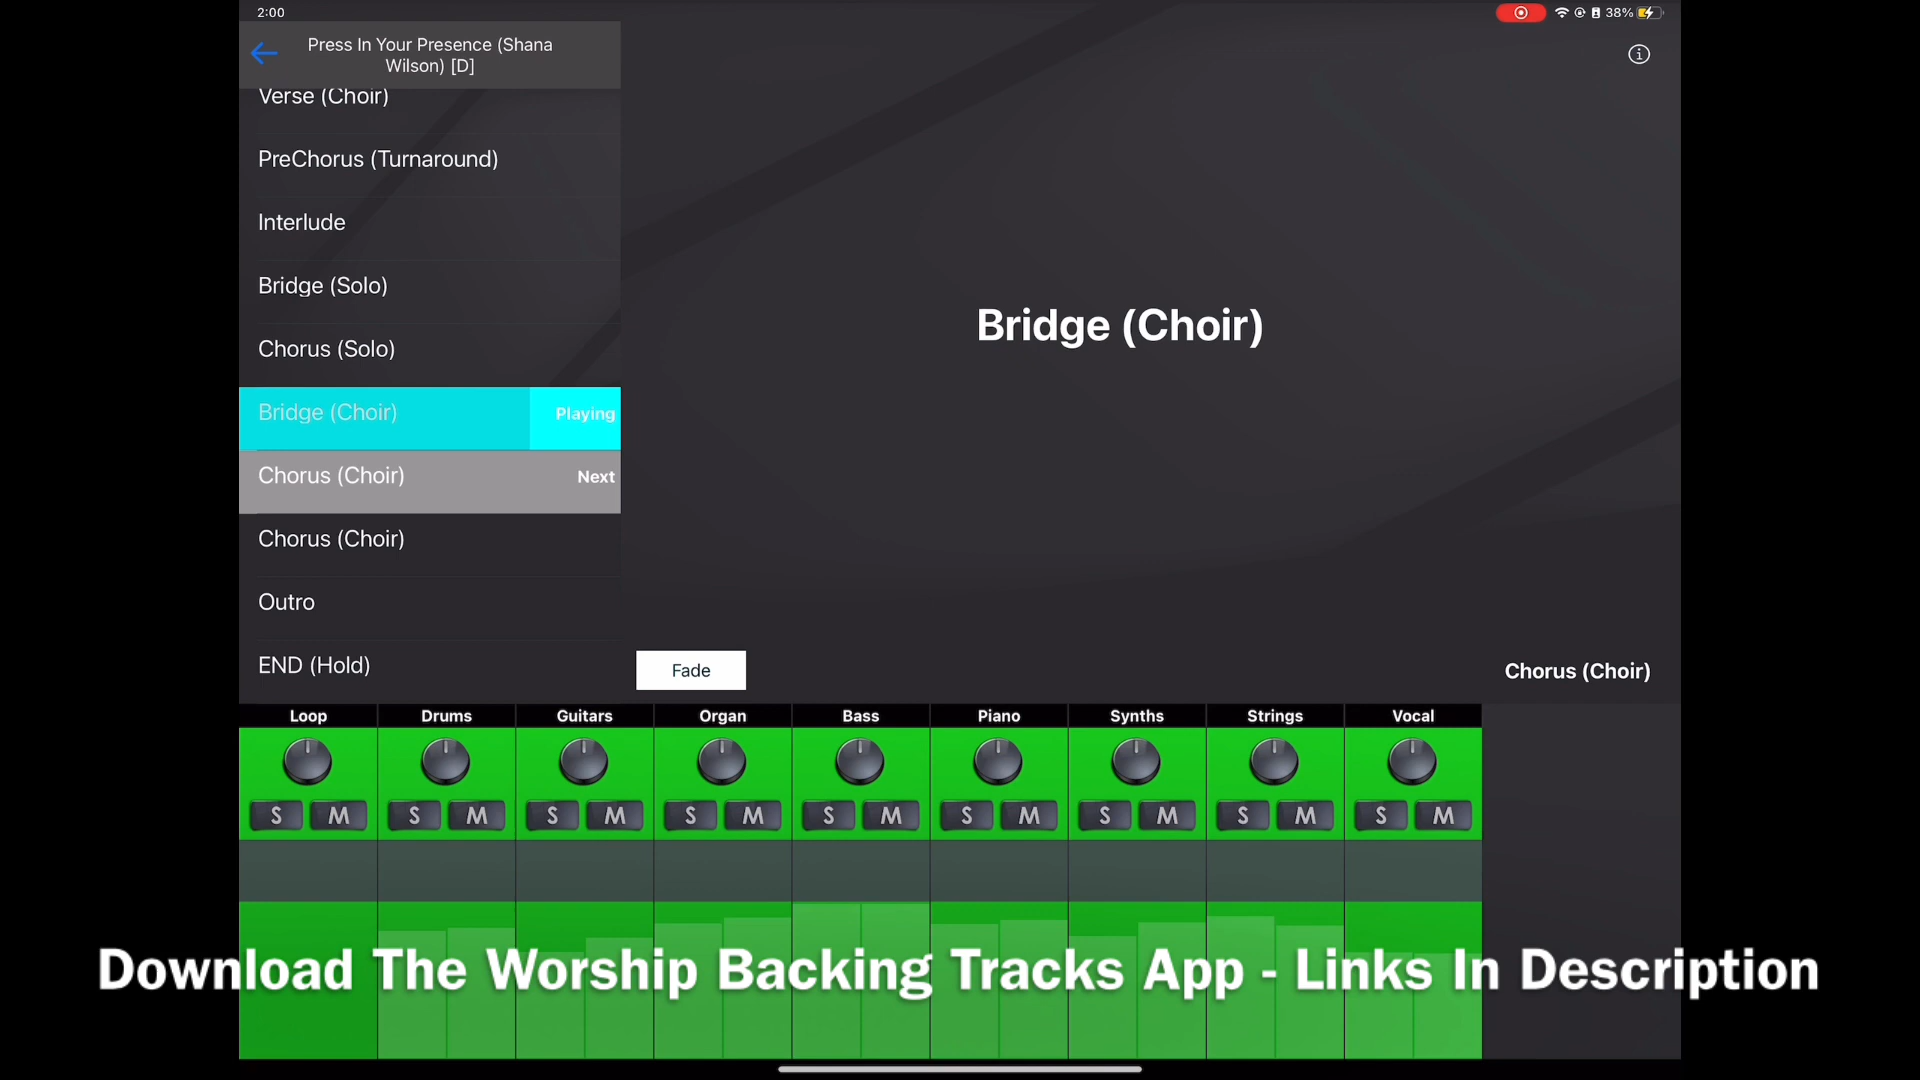 2:00
38%
Press In Your Presence (Shana
Wilson) [D]
Verse (Choir)
PreChorus (Turnaround)
Interlude
Bridge (Solo)
Chorus (Solo)
Bridge (Choir) Playing
Chorus (Choir) Next
Chorus (Choir)
Outro
END (Hold)
Bridge (Choir)
Fade
Chorus (Choir)
Loop Drums Guitars Organ Bass Piano Synths Strings Vocal
S M S M S M S M S M S M S M S M S M
Download The Worship Backing Tracks App - Links In Description